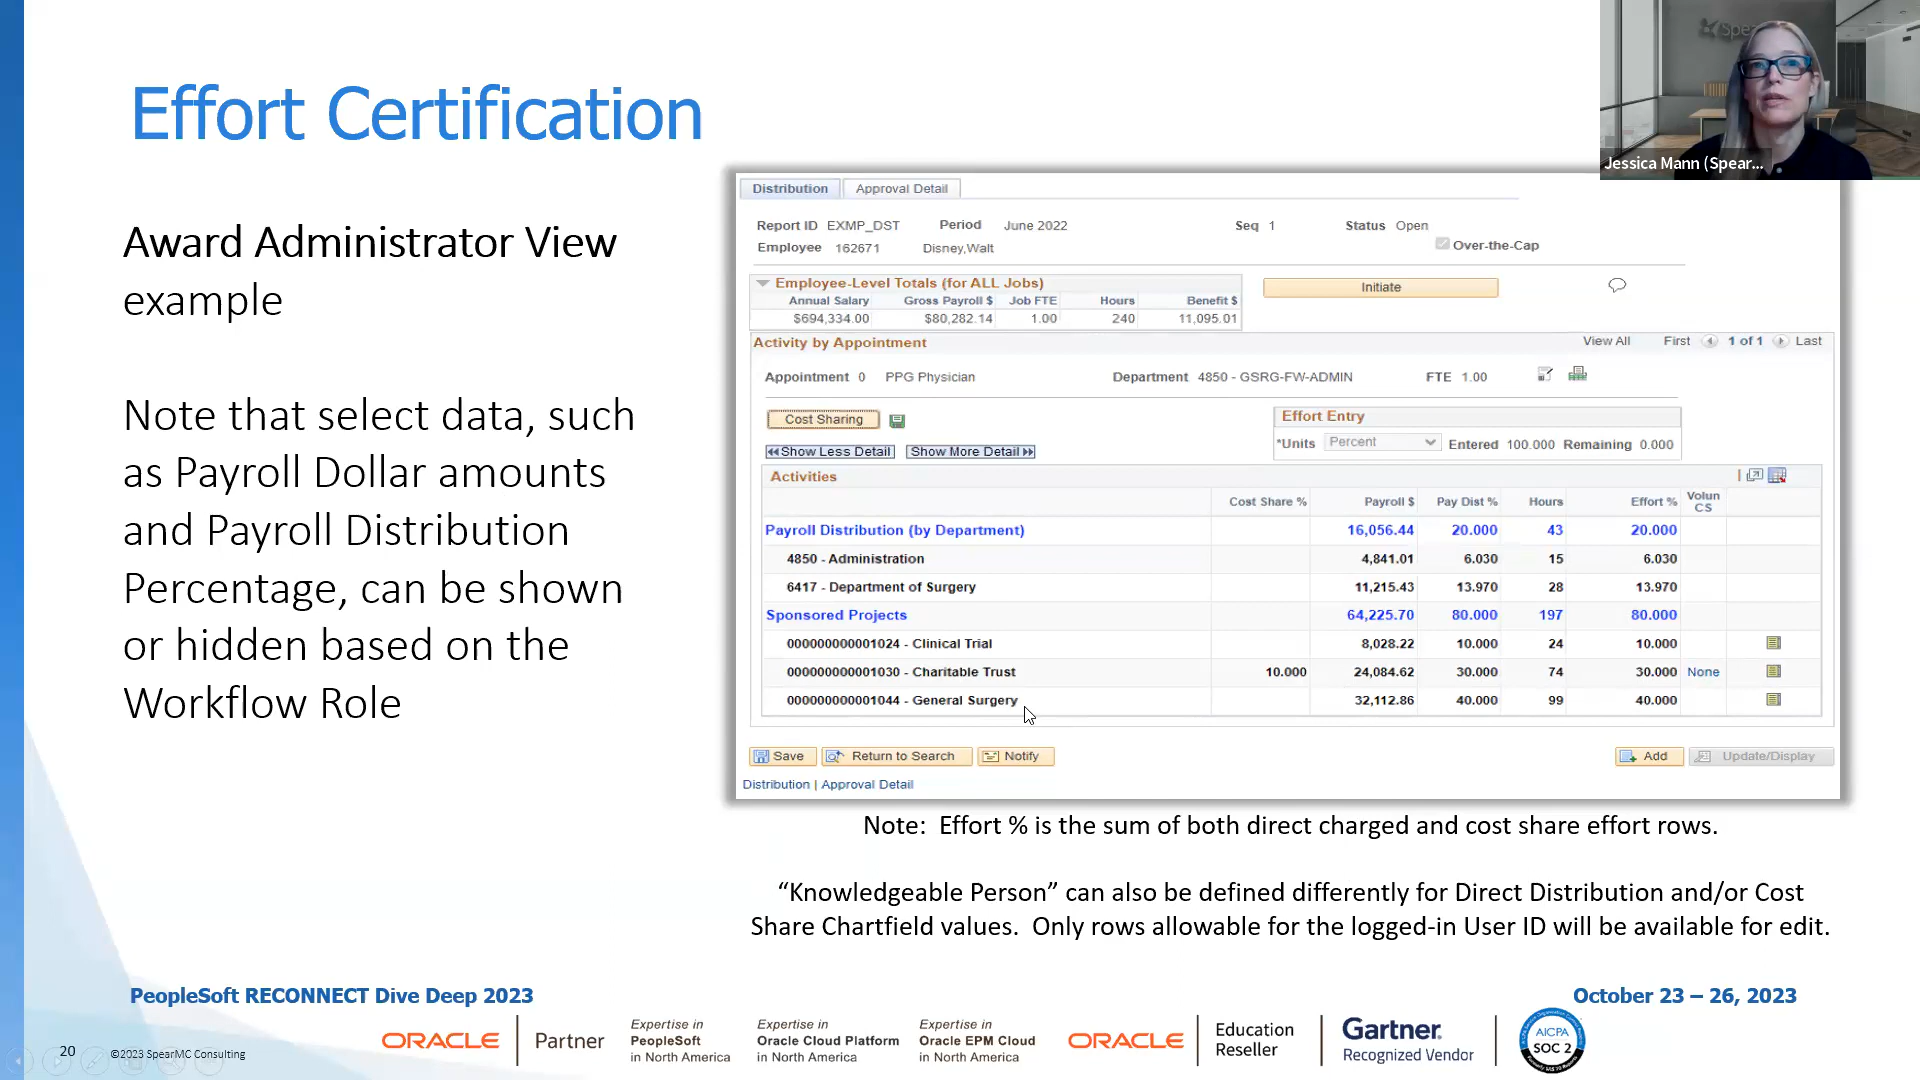 Effort Certification
Award Administrator View
example
Note that select data, such
as Payroll Dollar amounts
and Payroll Distribution
Percentage, can be shown
or hidden based on the
Workflow Role
Jessica Mann (Spear...
Distribution Approval Detail
Report ID EXMP_DST Period June 2022 Seq 1 Status Open
Employee 162671 Disney,Walt Over-the-Cap
Employee-Level Totals (for ALL Jobs)
Annual Salary Gross Payroll $ Job FTE Hours Benefit $
$694,334.00 $80,282.14 1.00 240 11,095.01
Initiate
Activity by Appointment View All First 1 of 1 Last
Appointment 0 PPG Physician Department 4850 - GSRG-FW-ADMIN FTE 1.00
Cost Sharing
Effort Entry
*Units Percent Entered 100.000 Remaining 0.000
Show Less Detail Show More Detail
Activities
Cost Share % Payroll $ Pay Dist % Hours Effort % Volun CS
Payroll Distribution (by Department) 16,056.44 20.000 43 20.000
4850 - Administration 4,841.01 6.030 15 6.030
6417 - Department of Surgery 11,215.43 13.970 28 13.970
Sponsored Projects 64,225.70 80.000 197 80.000
000000000001024 - Clinical Trial 8,028.22 10.000 24 10.000
000000000001030 - Charitable Trust 10.000 24,084.62 30.000 74 30.000 None
000000000001044 - General Surgery 32,112.86 40.000 99 40.000
Save Return to Search Notify Add Update/Display
Distribution | Approval Detail
Note: Effort % is the sum of both direct charged and cost share effort rows.
“Knowledgeable Person” can also be defined differently for Direct Distribution and/or Cost
Share Chartfield values. Only rows allowable for the logged-in User ID will be available for edit.
PeopleSoft RECONNECT Dive Deep 2023
October 23 – 26, 2023
ORACLE Partner
Expertise in
PeopleSoft
in North America
Expertise in
Oracle Cloud Platform
in North America
Expertise in
Oracle EPM Cloud
in North America
ORACLE Education
Reseller
Gartner.
Recognized Vendor
AICPA
SOC 2
20 ©2023 SpearMC Consulting